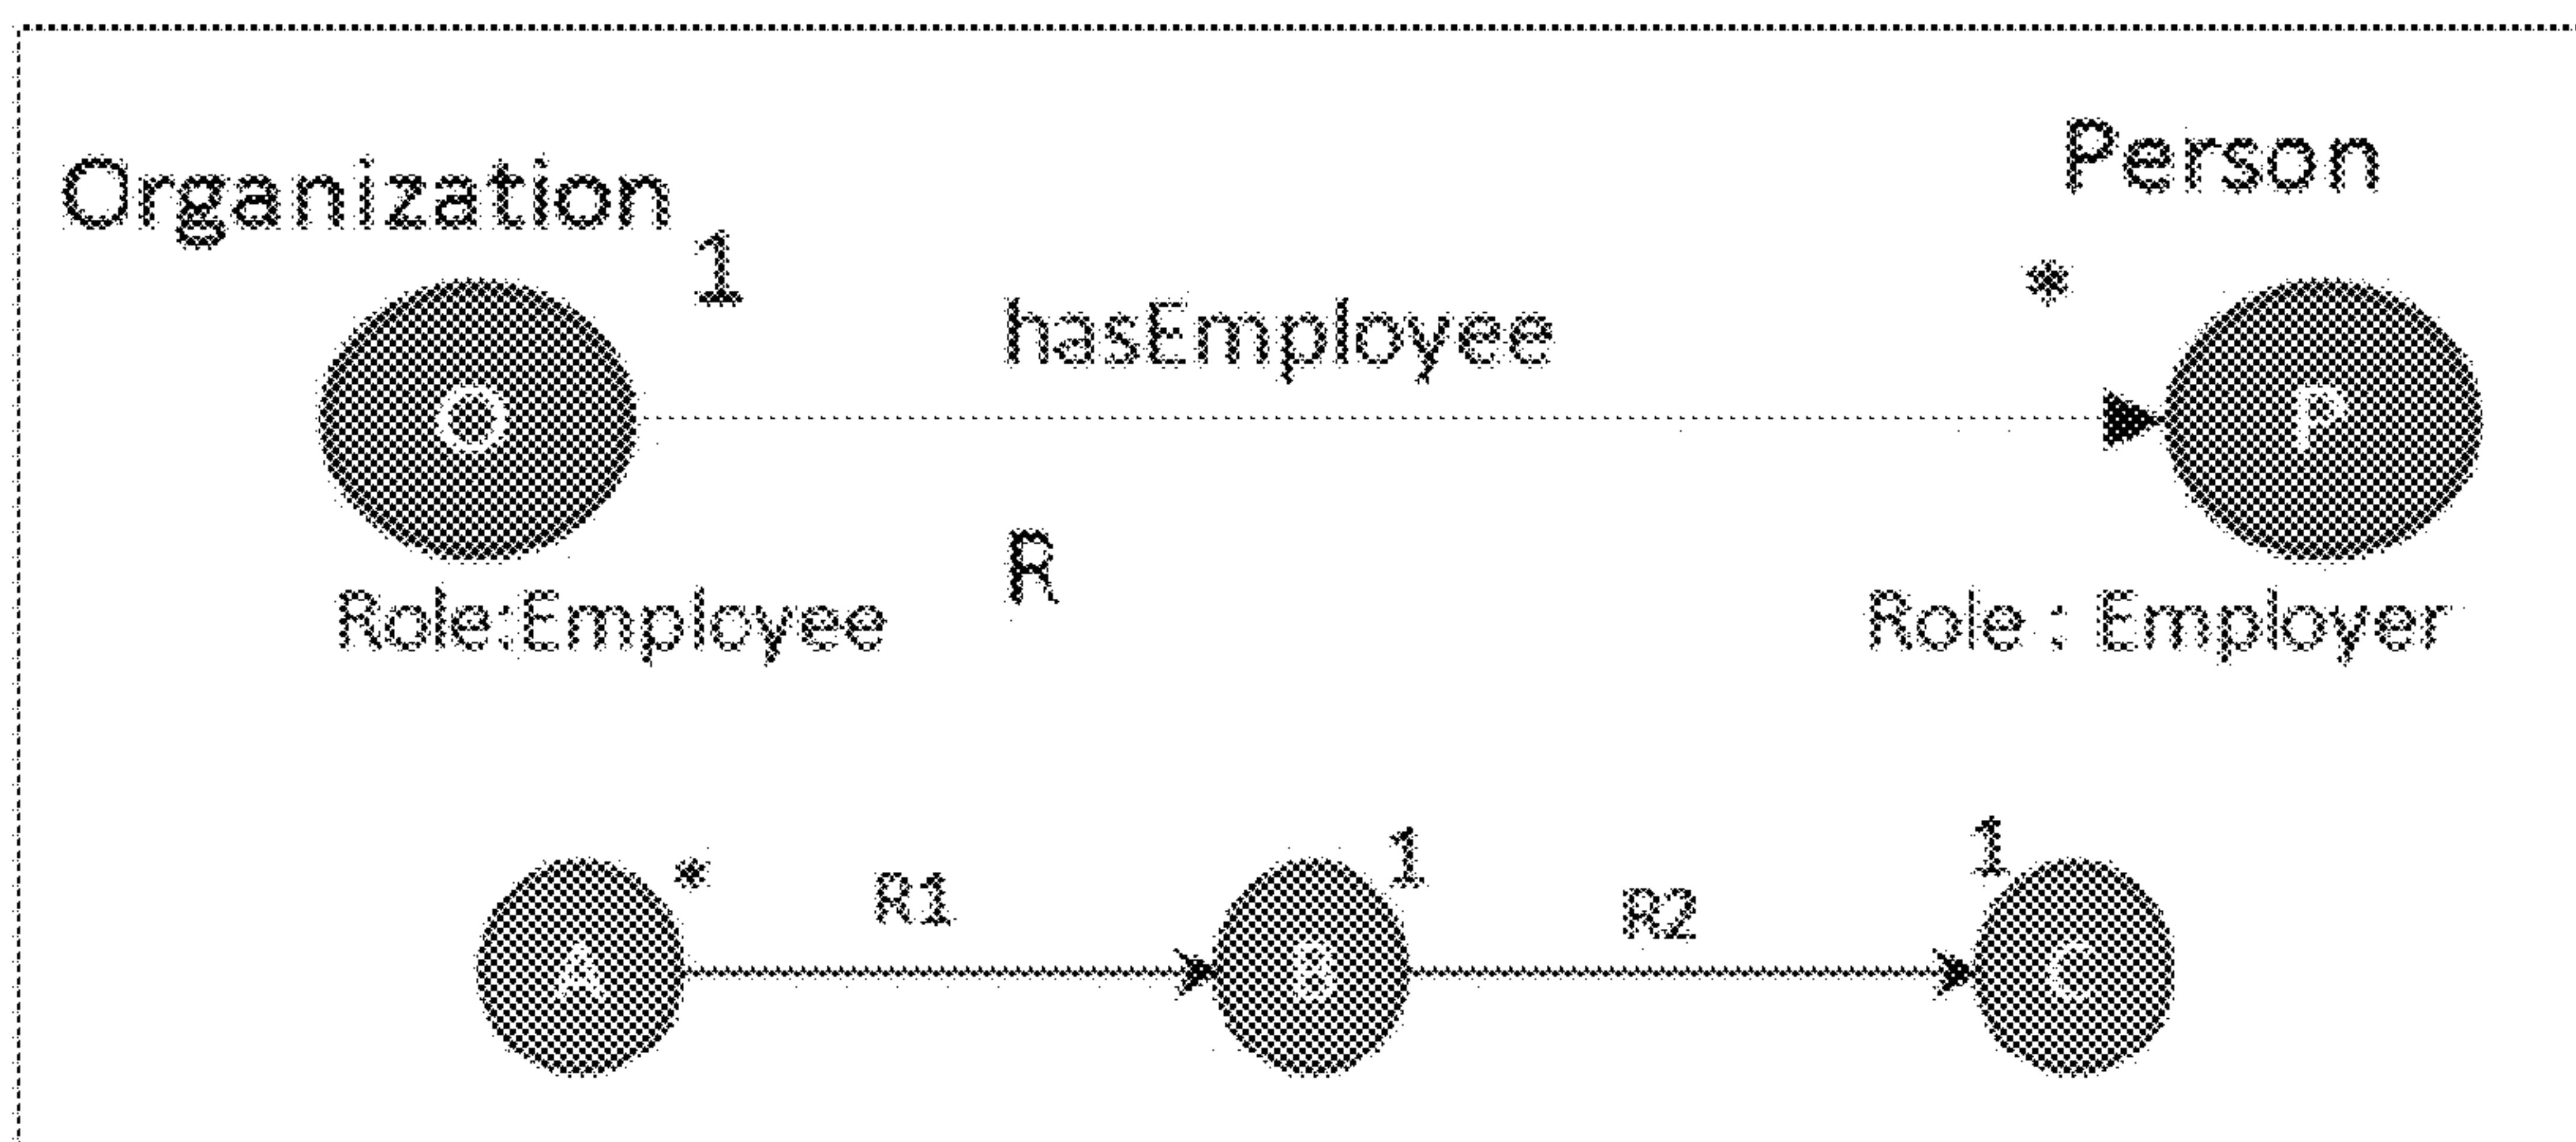 Organization
Person
1
*
hasEmployee
O
P
R
Role:Employee
Role : Employer
*
R1
1
R2
1
A
B
C